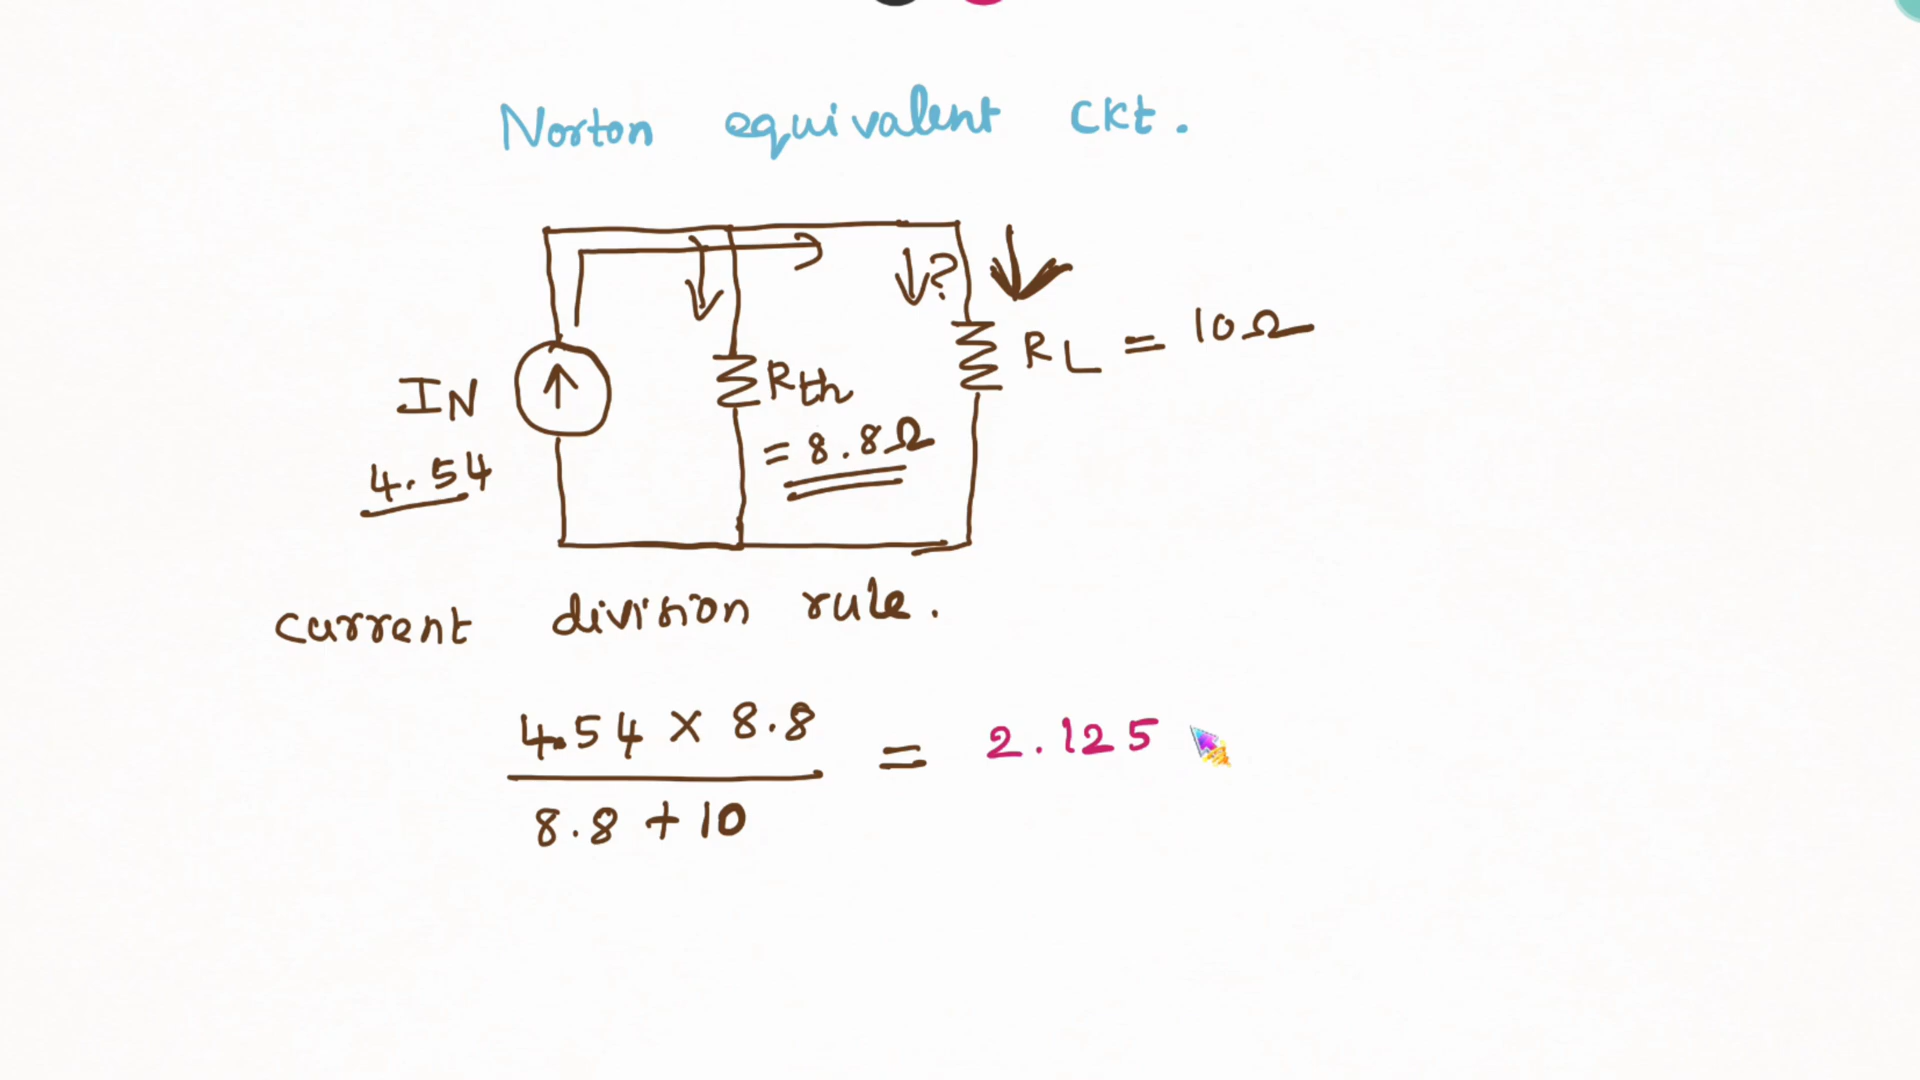 Norton equivalent ckt.
?
RL = 10Ω
IN
Rth
= 8.8Ω
4.54
current division rule.
4.54 × 8.8
= 2.125
8.8 + 10